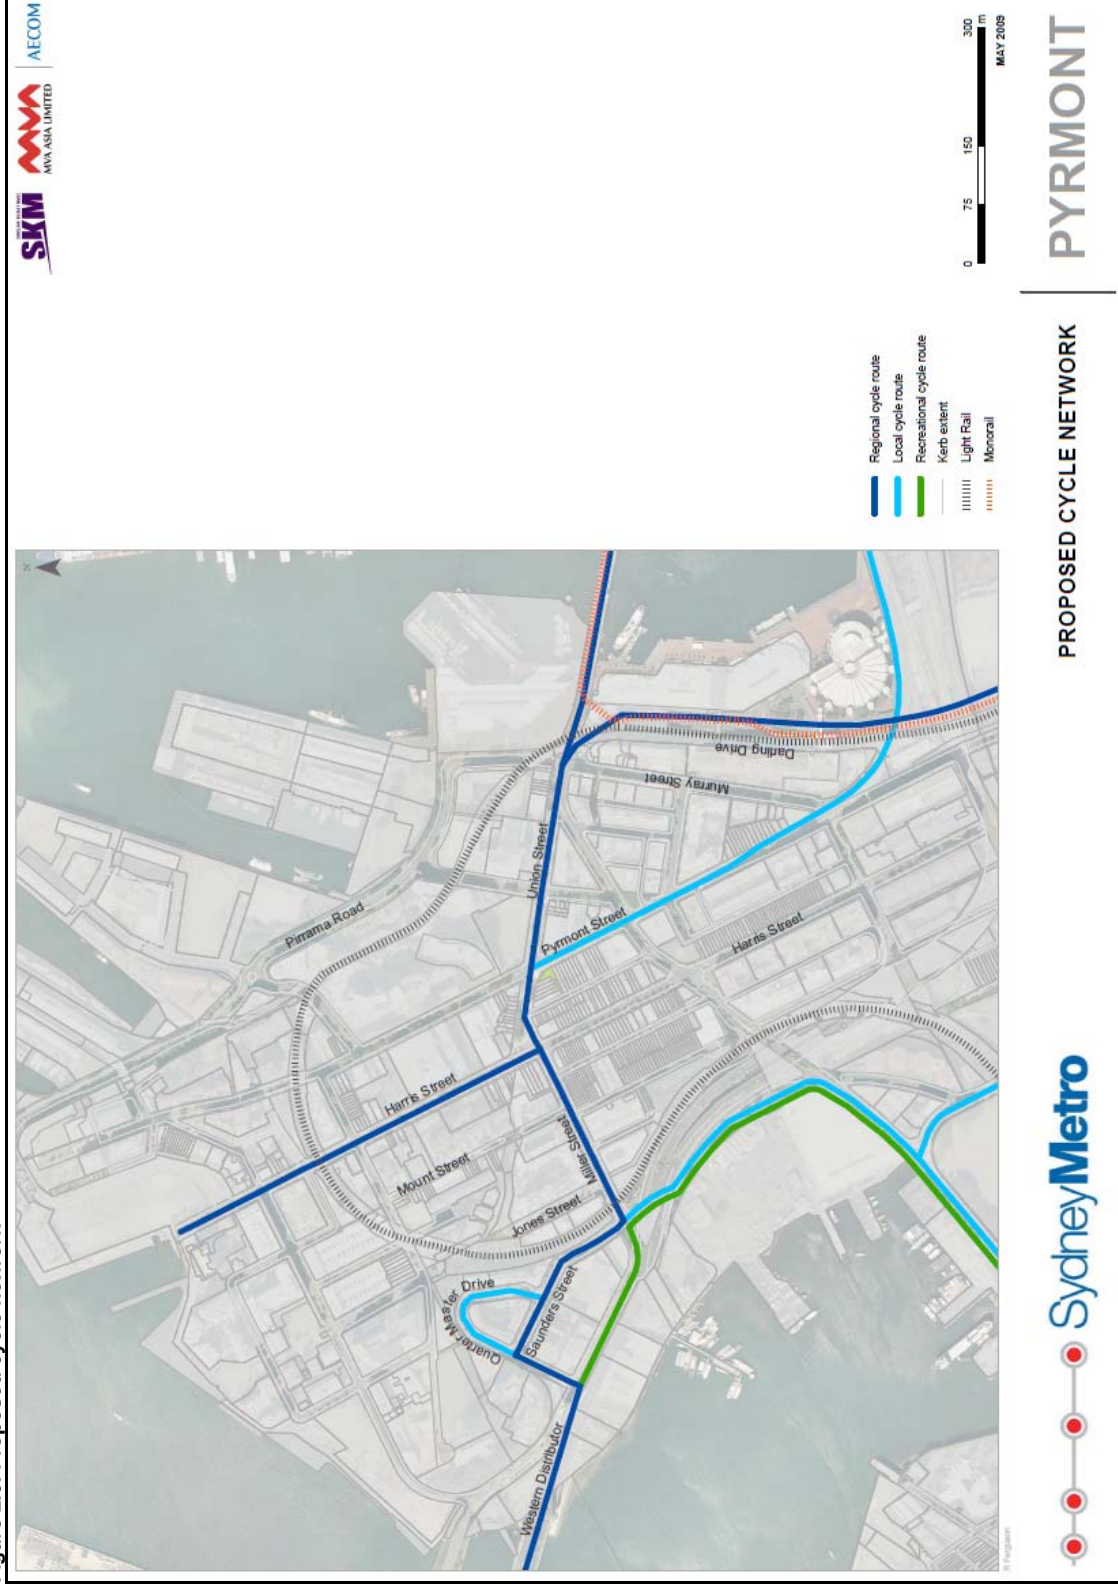 SKM
MVA ASIA LIMITED
AECOM
N
Pirrama Road
Harris Street
Mount Street
Jones Street
Miller Street
Union Street
Pyrmont Street
Murray Street
Darling Drive
Harris Street
Quarter Master Drive
Saunders Street
Western Distributor
Regional cycle route
Local cycle route
Recreational cycle route
Kerb extent
Light Rail
Monorail
0 75 150 300
m
MAY 2009
R Ferguson
SydneyMetro
PROPOSED CYCLE NETWORK
PYRMONT